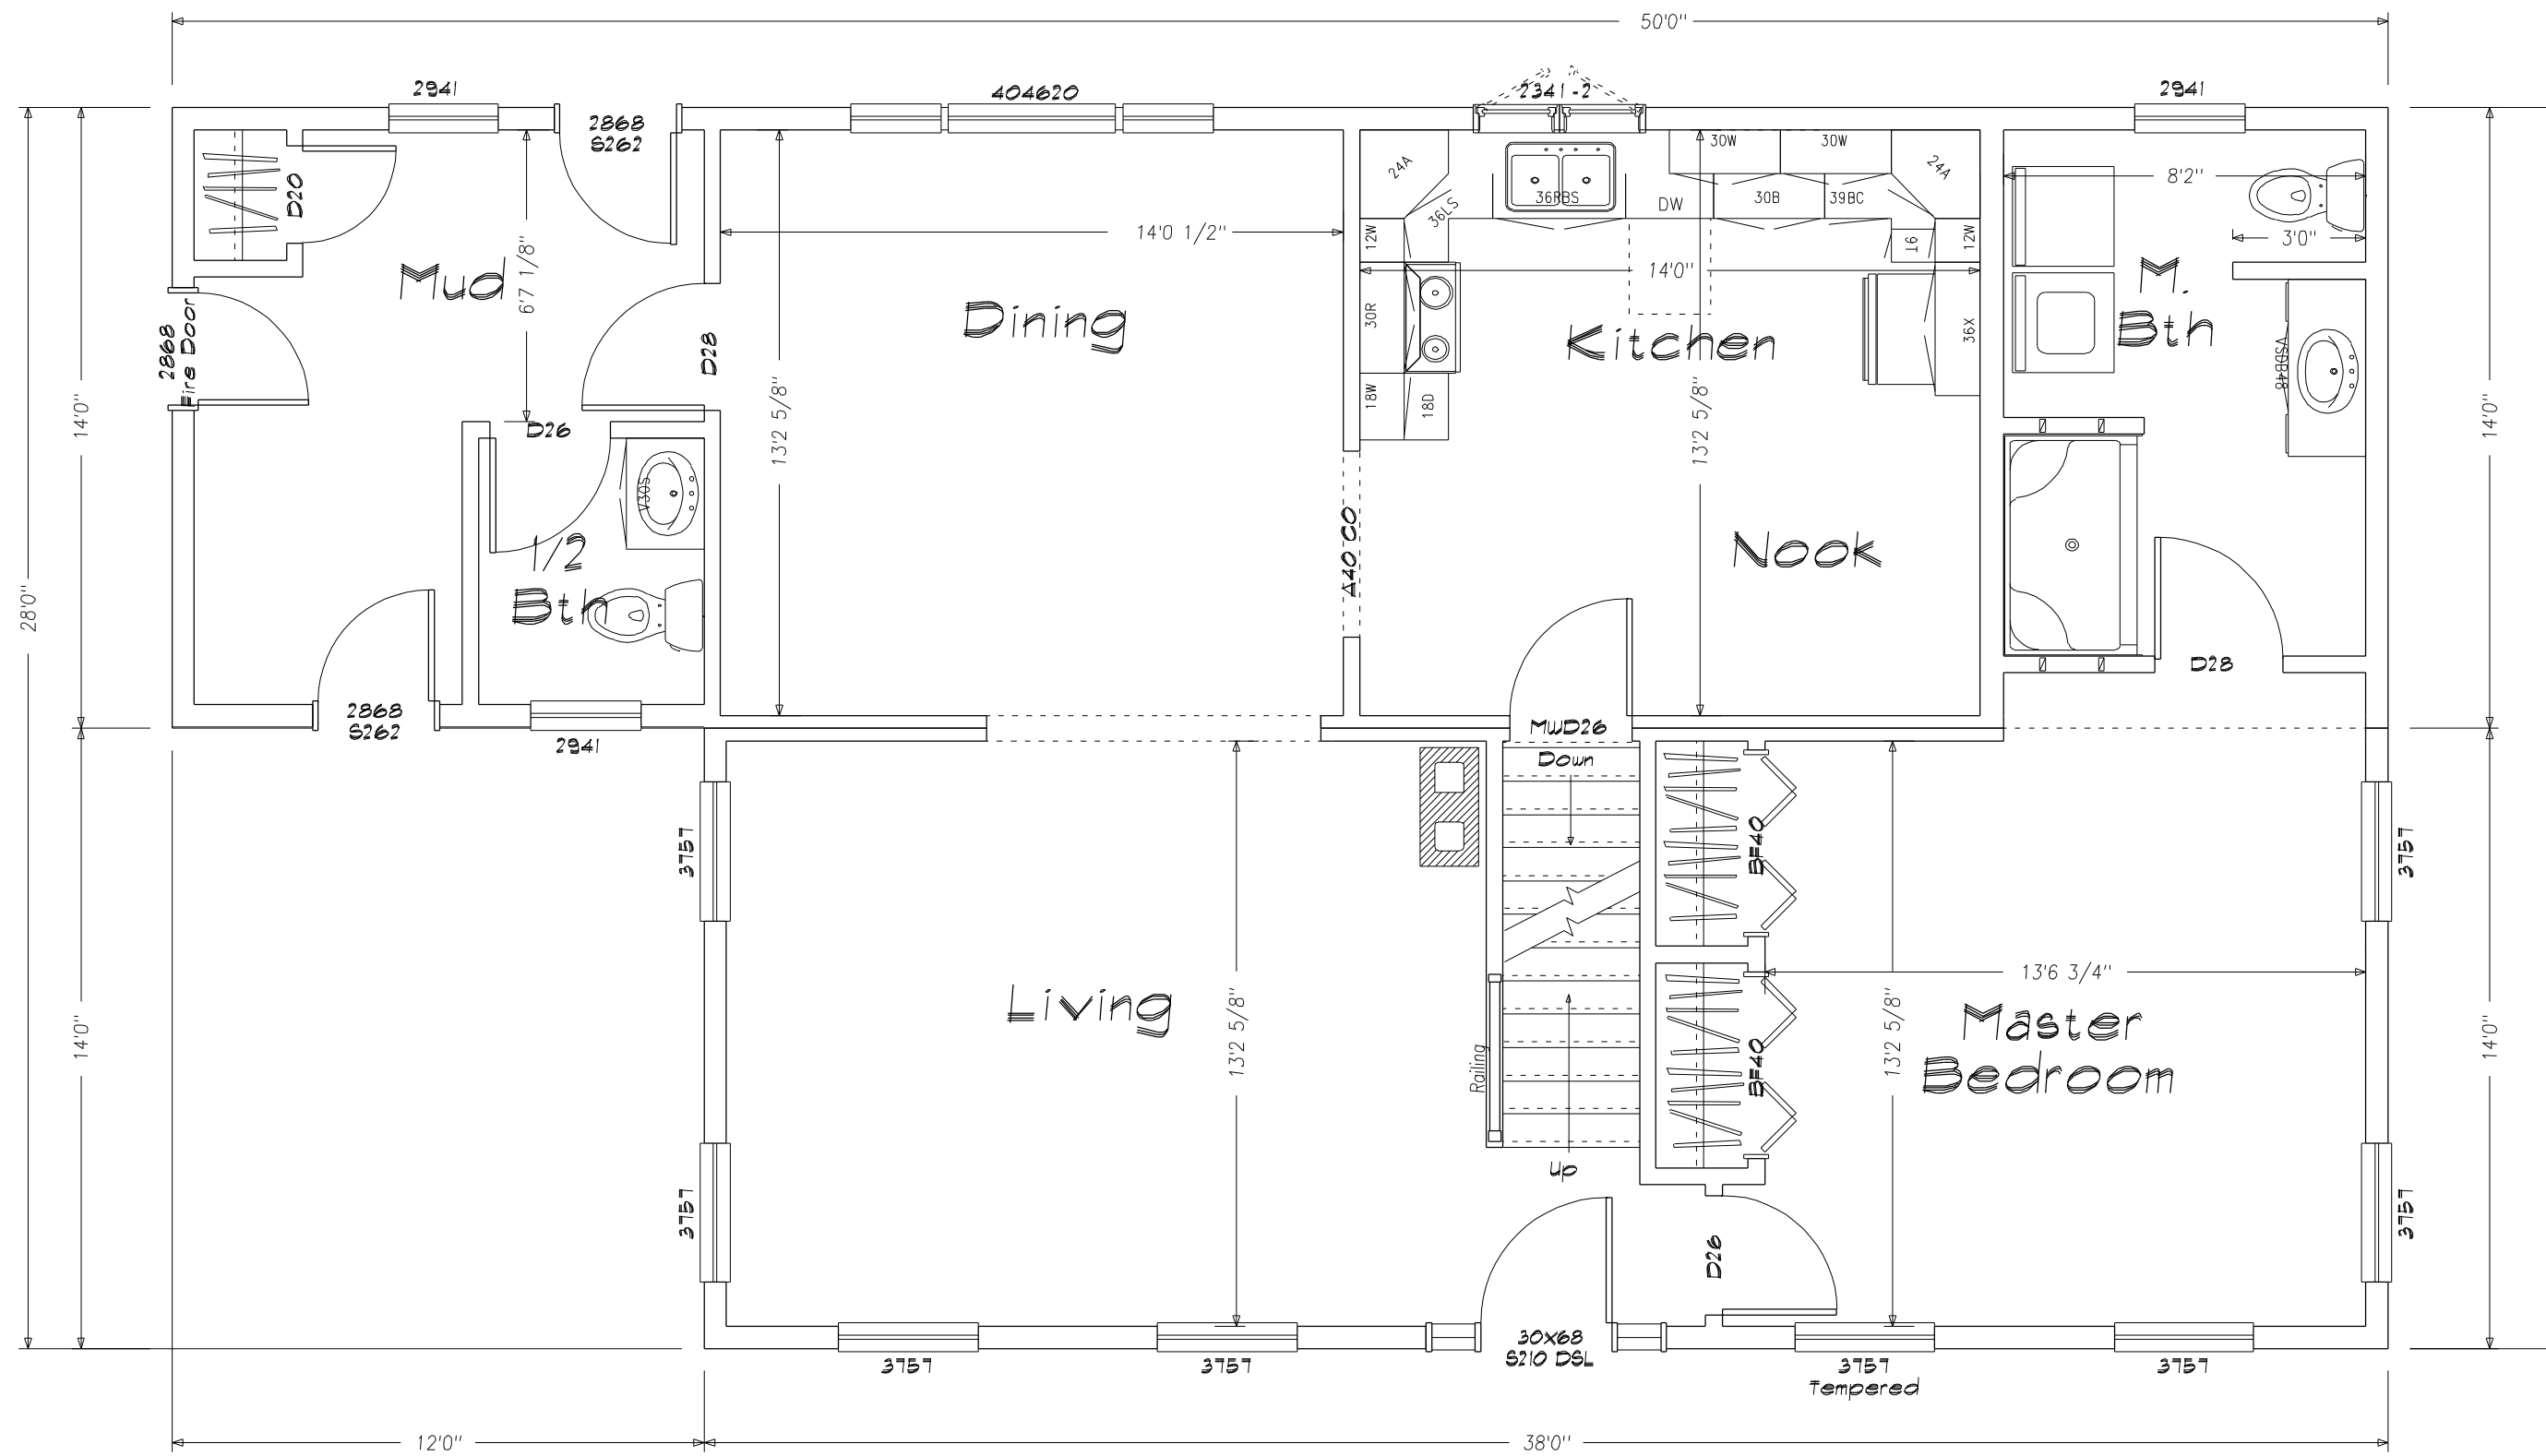 50'0"
2941
404620
2341-2
2941
2868
S262
30W
30W
24A
24A
D20
36RBS
DW
30B
39BC
8'2"
36LS
14'0 1/2"
12W
9T
12W
3'0"
Mud
6'7 1/8"
14'0"
M.
Bth
2868
Fire Door
D28
Dining
30R
Kitchen
36X
VSDB48
14'0"
13'2 5/8"
18W
18D
13'2 5/8"
14'0"
D26
V30S
1/2
Bth
A40 CO
Nook
28'0"
D28
2868
S262
2941
MWD26
Down
3757
BF40
3757
13'6 3/4"
Living
13'2 5/8"
13'2 5/8"
Master
Bedroom
14'0"
14'0"
Railing
BF40
Up
3757
3757
D26
30x68
S210 DSL
3757
3757
3757
Tempered
3757
12'0"
38'0"